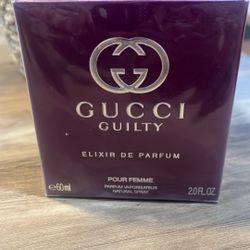 GUCCI
GUILTY
ELIXIR DE PARFUM
POUR FEMME
PARFUM VAPORISATEUR
NATURAL SPRAY
℮60ml 2.0 FL.OZ